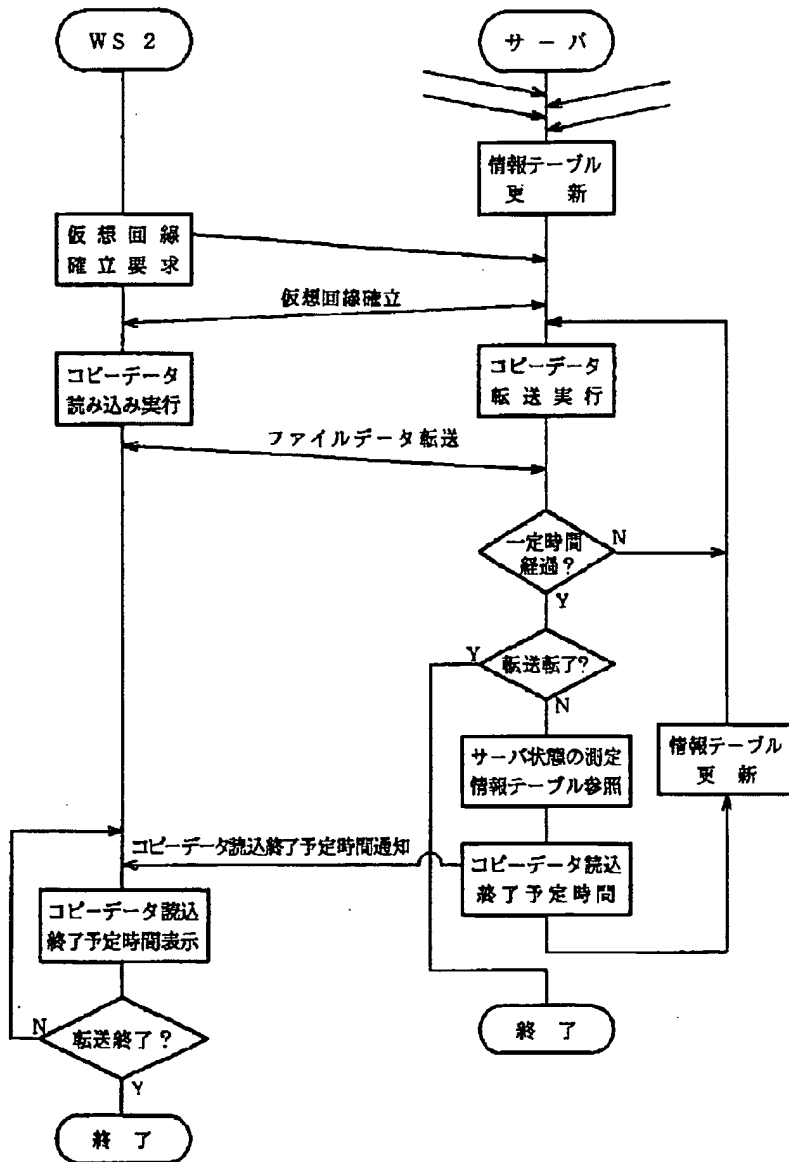 WS 2
サーバ
情報テーブル
更新
仮想回線
確立要求
仮想回線確立
コピーデータ
読み込み実行
コピーデータ
転送実行
ファイルデータ転送
一定時間
経過?
N
Y
転送転了?
Y
N
サーバ状態の測定
情報テーブル参照
情報テーブル
更新
コピーデータ読込終了予定時間通知
コピーデータ読込
終了予定時間
コピーデータ読込
終了予定時間表示
転送終了?
N
Y
終了
終了